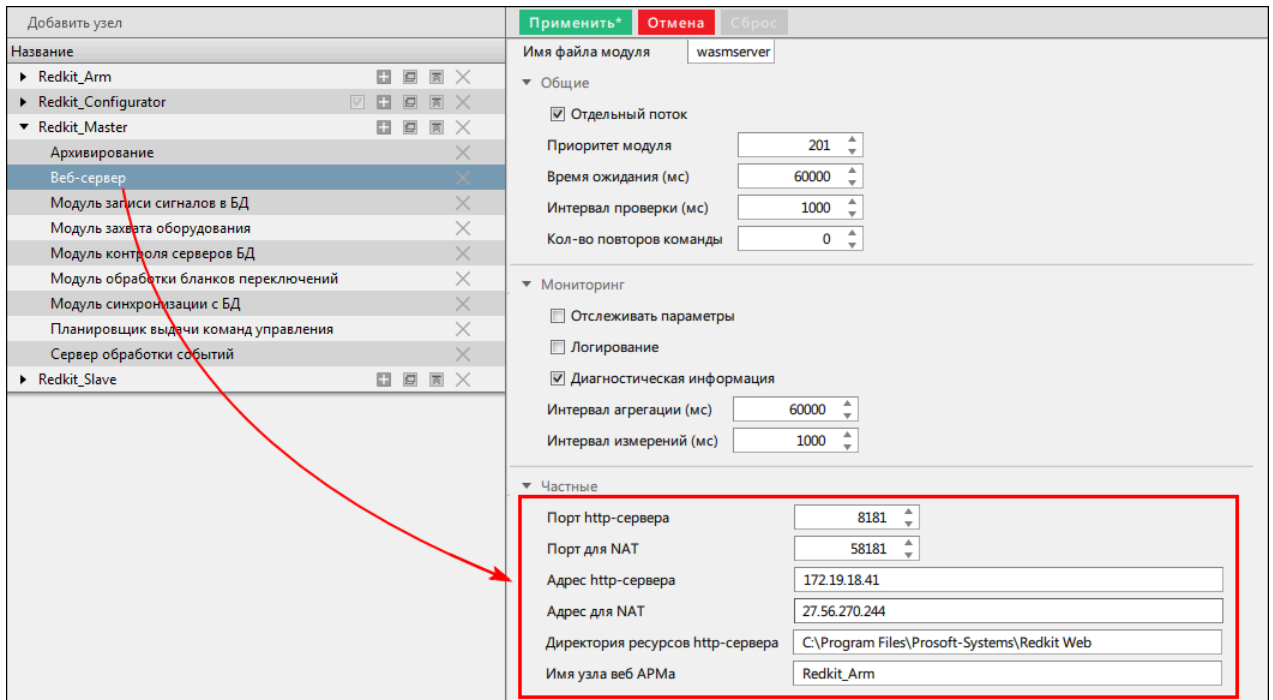 Добавить узел
Название
Redkit_Arm
Redkit_Configurator
Redkit_Master
Архивирование
Веб-сервер
Модуль записи сигналов в БД
Модуль захвата оборудования
Модуль контроля серверов БД
Модуль обработки бланков переключений
Модуль синхронизации с БД
Планировщик выдачи команд управления
Сервер обработки событий
Redkit_Slave
Применить* Отмена Сброс
Имя файла модуля wasmserver
Общие
Отдельный поток
Приоритет модуля 201
Время ожидания (мс) 60000
Интервал проверки (мс) 1000
Кол-во повторов команды 0
Мониторинг
Отслеживать параметры
Логирование
Диагностическая информация
Интервал агрегации (мс) 60000
Интервал измерений (мс) 1000
Частные
Порт http-сервера 8181
Порт для NAT 58181
Адрес http-сервера 172.19.18.41
Адрес для NAT 27.56.270.244
Директория ресурсов http-сервера C:\Program Files\Prosoft-Systems\Redkit Web
Имя узла веб АРМа Redkit_Arm